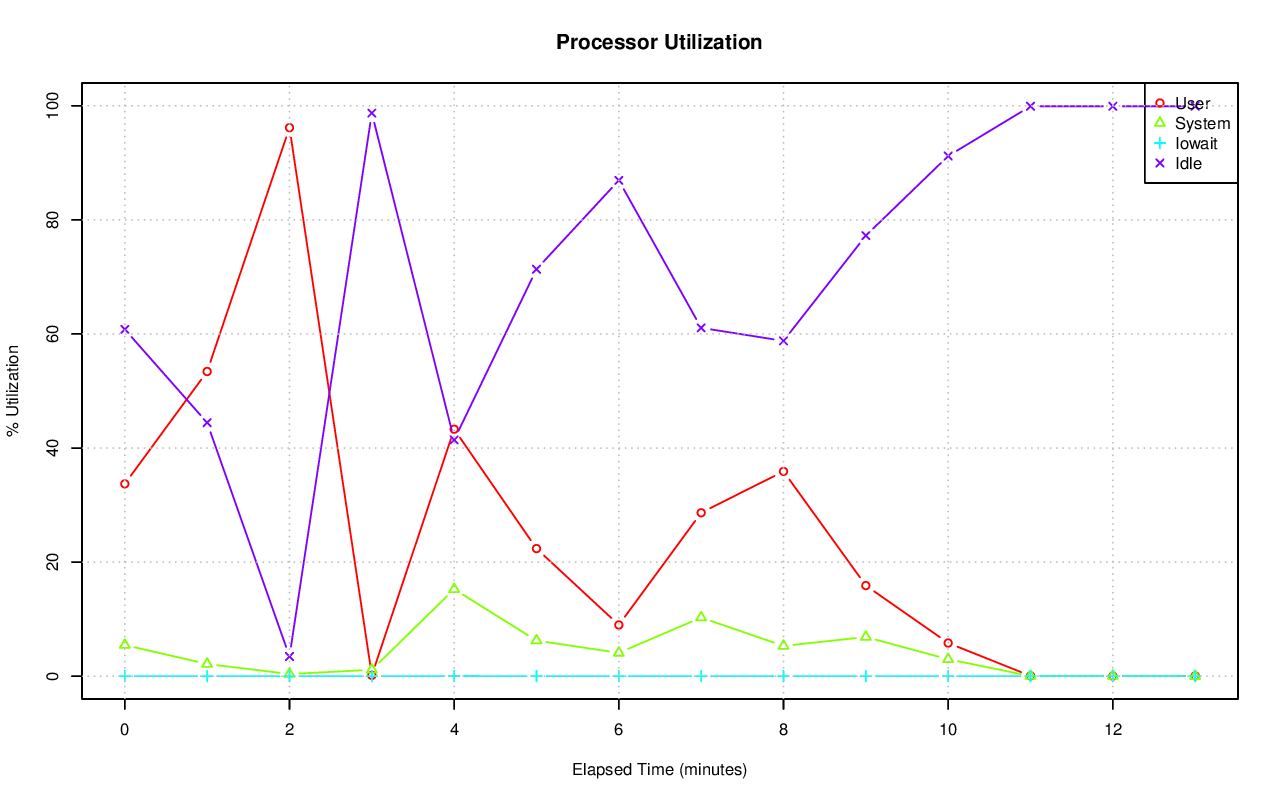 Processor Utilization
100
80
60
40
20
0
% Utilization
User
System
Iowait
Idle
0 2 4 6 8 10 12
Elapsed Time (minutes)